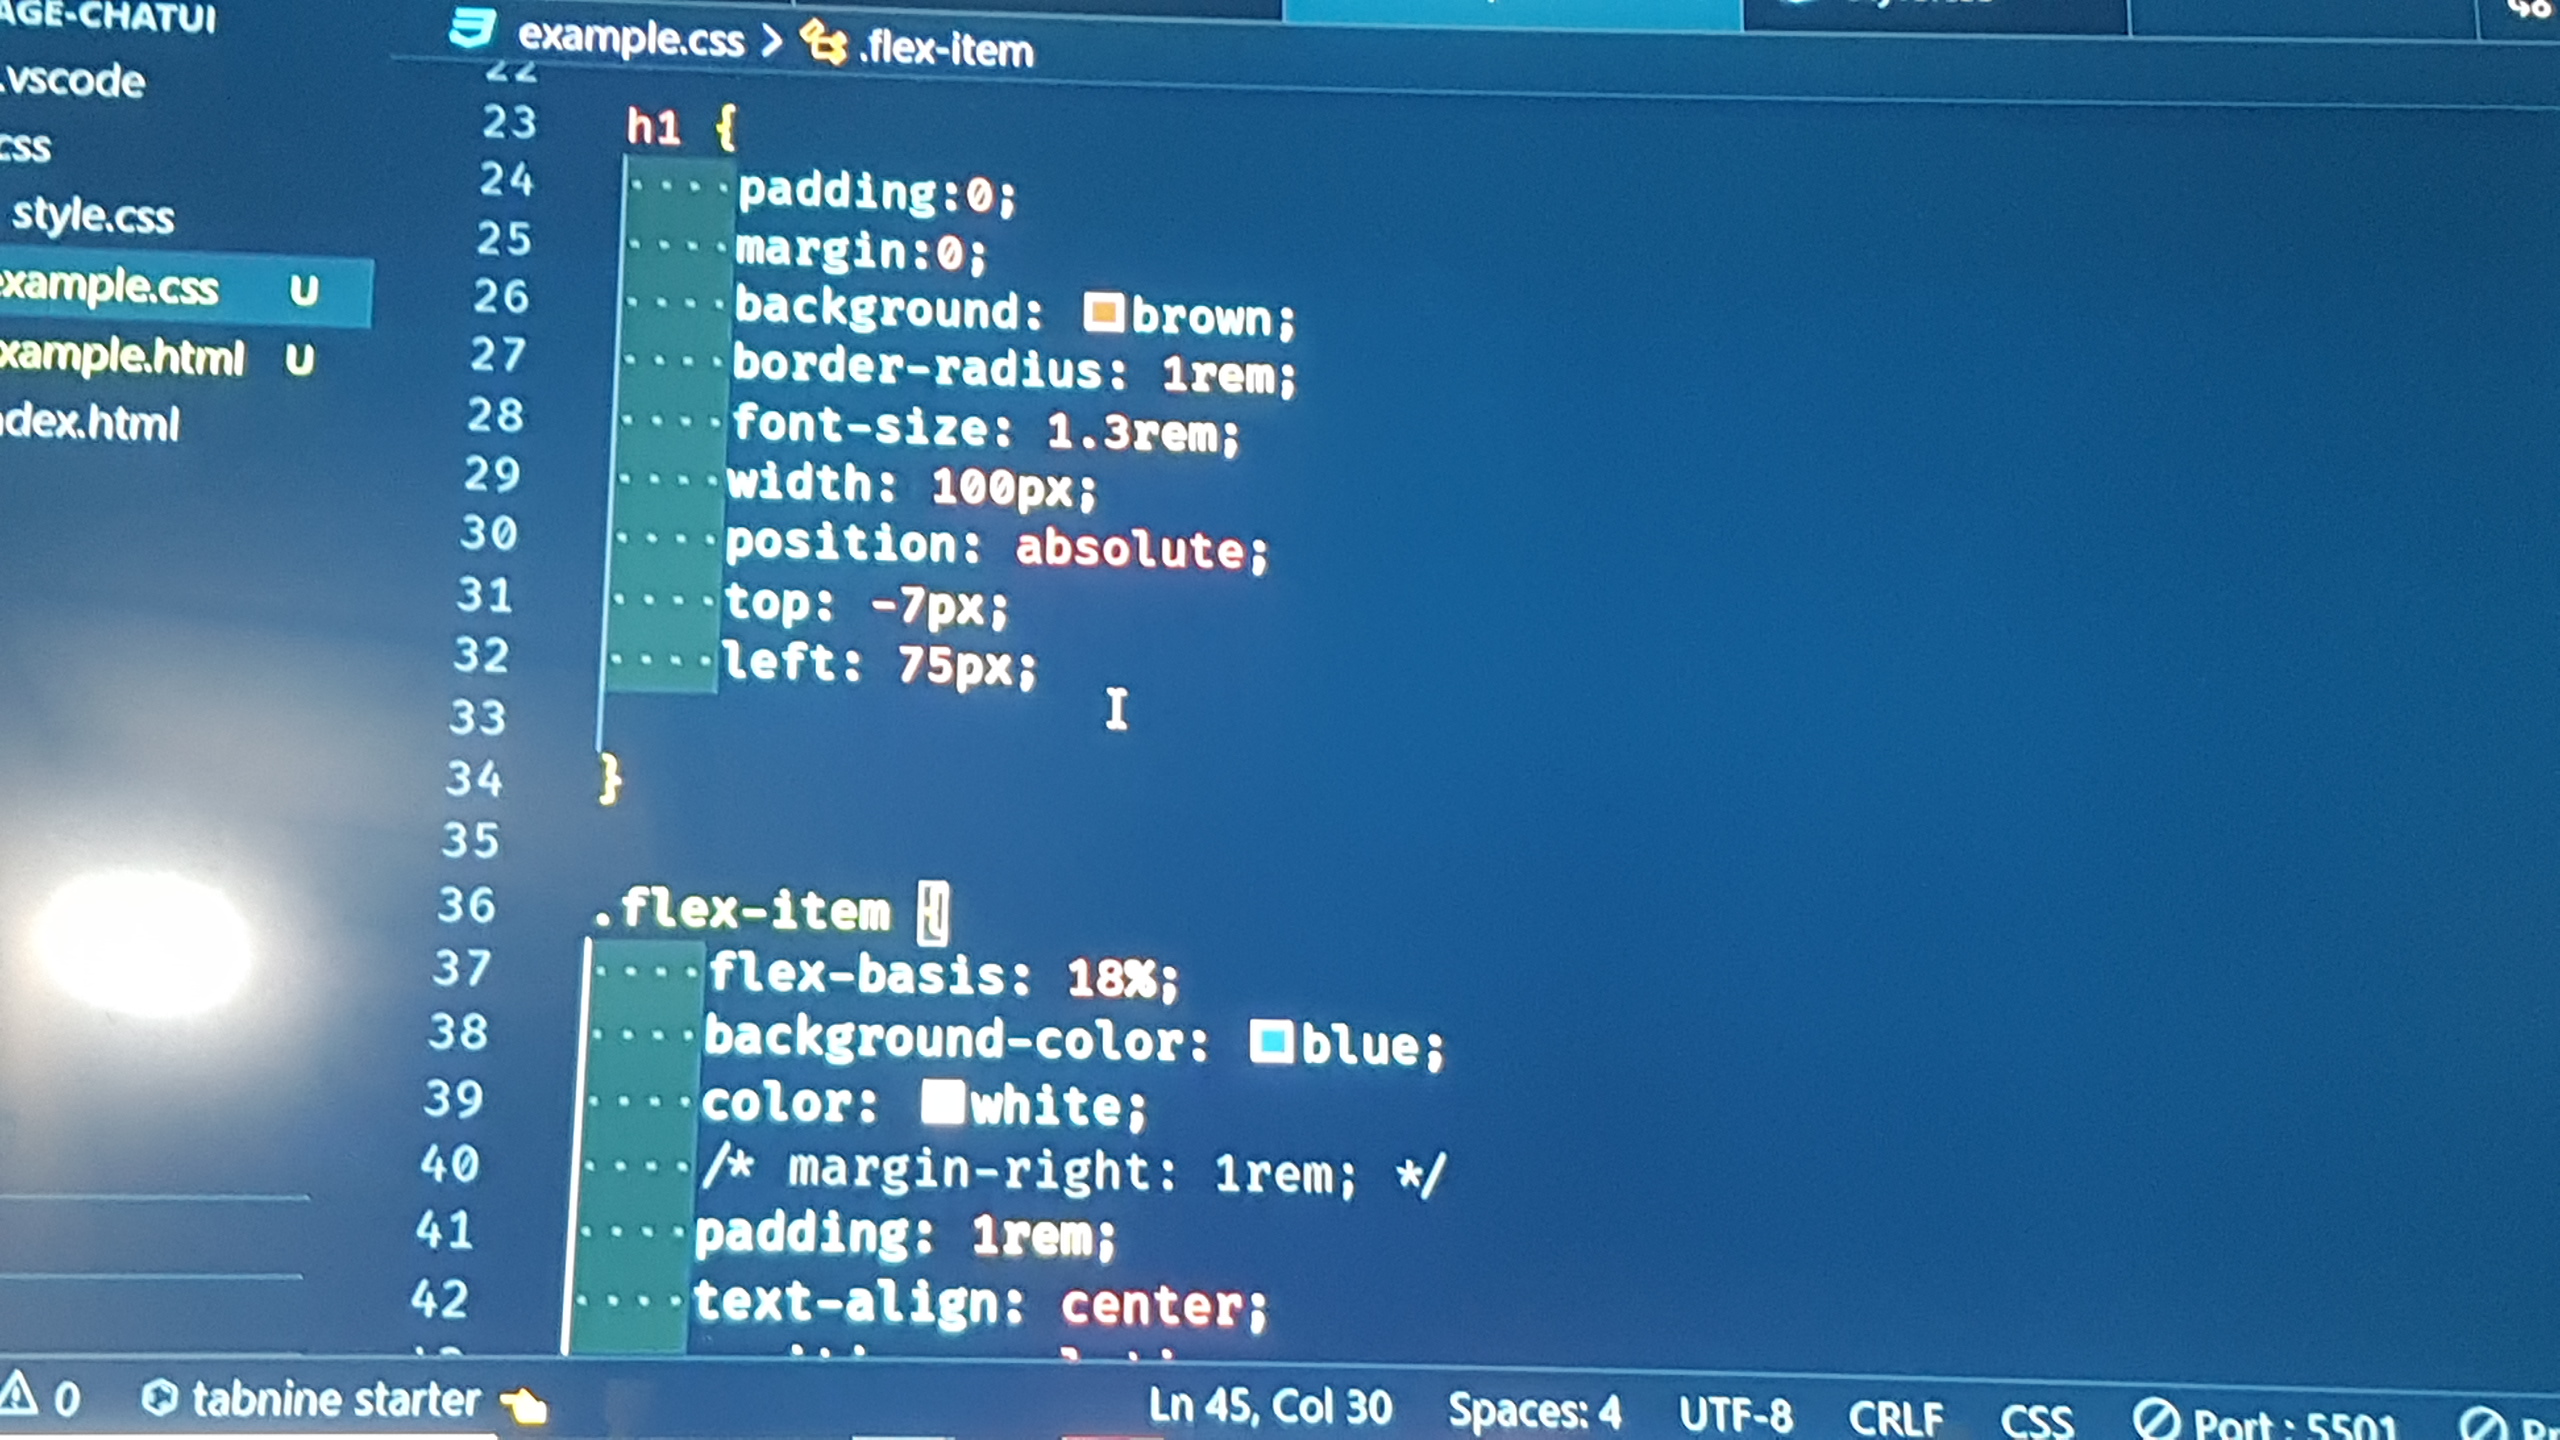 AGE-CHATUI
.vscode
css
style.css
example.css U
example.html U
ndex.html
example.css > .flex-item
22
23 h1 {
24 padding:0;
25 margin:0;
26 background: brown;
27 border-radius: 1rem;
28 font-size: 1.3rem;
29 width: 100px;
30 position: absolute;
31 top: -7px;
32 left: 75px;
33
34 }
35
36 .flex-item {
37 flex-basis: 18%;
38 background-color: blue;
39 color: white;
40 /* margin-right: 1rem; */
41 padding: 1rem;
42 text-align: center;
0 tabnine starter Ln 45, Col 30 Spaces: 4 UTF-8 CRLF CSS Port : 5501